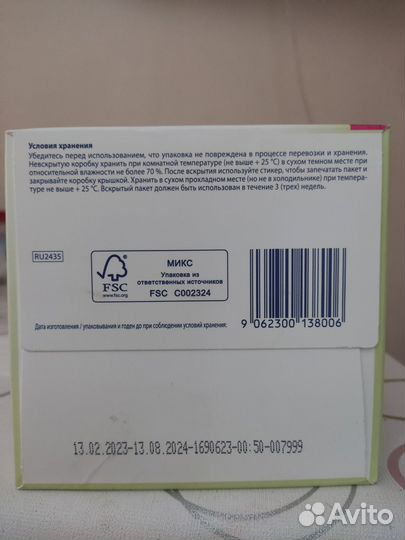 Условия хранения
Убедитесь перед использованием, что упаковка не повреждена в процессе перевозки и хранения.
Невскрытую коробку хранить при комнатной температуре (не выше + 25 °C) в сухом темном месте при
относительной влажности не более 70 %. После вскрытия используйте стикер, чтобы запечатать пакет и
закрывайте коробку крышкой. Хранить в сухом прохладном месте (но не в холодильнике) при темпера-
туре не выше + 25 °C. Вскрытый пакет должен быть использован в течение 3 (трех) недель.
RU2435
FSC
www.fsc.org
МИКС
Упаковка из
ответственных источников
FSC C002324
Дата изготовления / упаковывания и годен до при соблюдении условий хранения:
9 062300 138006
13.02.2023-13.08.2024-1690623-00:50-007999
Avito